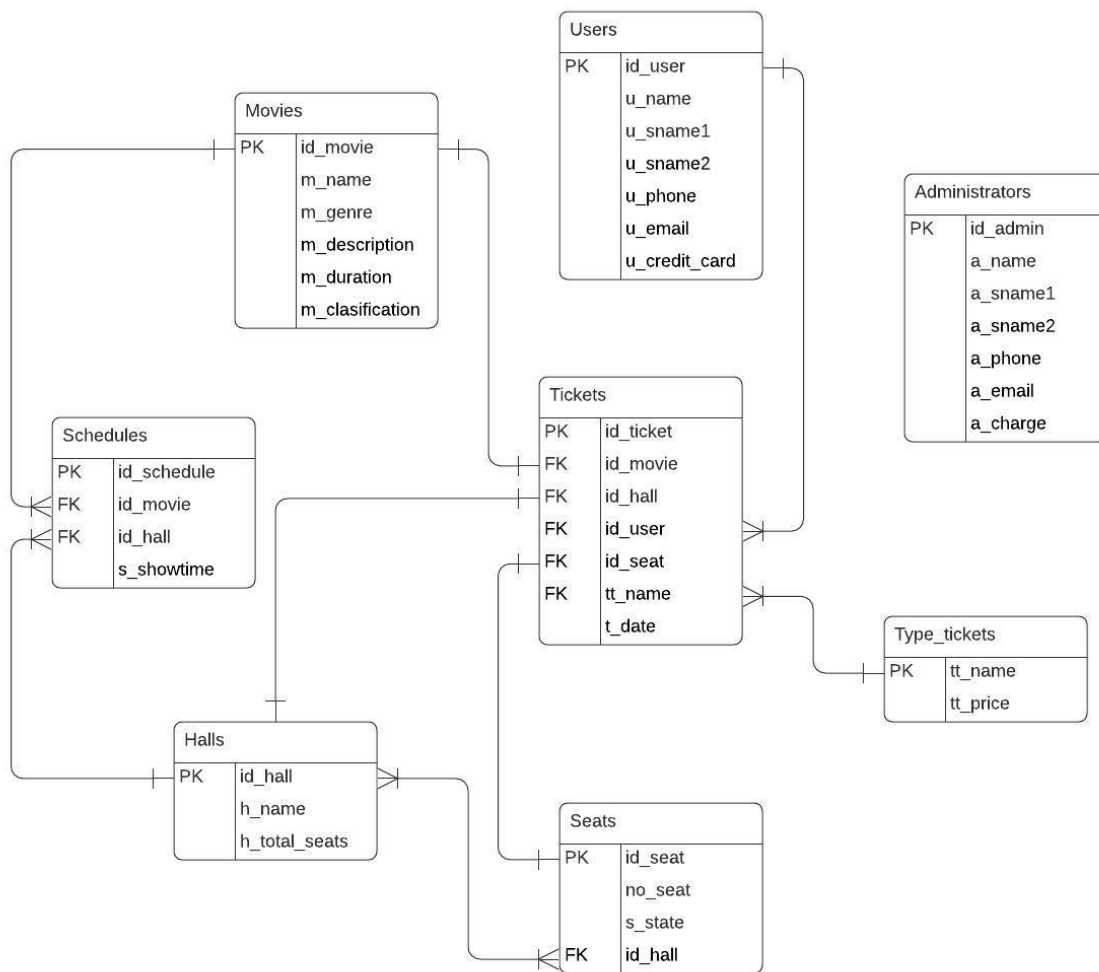 Users
PK id_user
u_name
u_sname1
u_sname2
u_phone
u_email
u_credit_card
Movies
PK id_movie
m_name
m_genre
m_description
m_duration
m_clasification
Administrators
PK id_admin
a_name
a_sname1
a_sname2
a_phone
a_email
a_charge
Tickets
PK id_ticket
FK id_movie
FK id_hall
FK id_user
FK id_seat
FK tt_name
t_date
Schedules
PK id_schedule
FK id_movie
FK id_hall
s_showtime
Type_tickets
PK tt_name
tt_price
Halls
PK id_hall
h_name
h_total_seats
Seats
PK id_seat
no_seat
s_state
FK id_hall